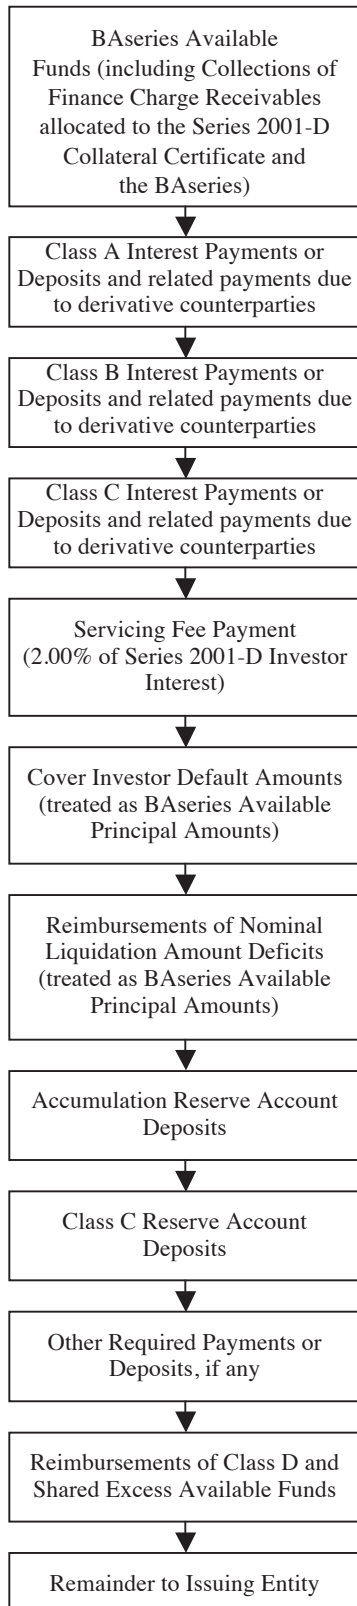 BAseries Available
Funds (including Collections of
Finance Charge Receivables
allocated to the Series 2001-D
Collateral Certificate and
the BAseries)
Class A Interest Payments or
Deposits and related payments due
to derivative counterparties
Class B Interest Payments or
Deposits and related payments due
to derivative counterparties
Class C Interest Payments or
Deposits and related payments due
to derivative counterparties
Servicing Fee Payment
(2.00% of Series 2001-D Investor
Interest)
Cover Investor Default Amounts
(treated as BAseries Available
Principal Amounts)
Reimbursements of Nominal
Liquidation Amount Deficits
(treated as BAseries Available
Principal Amounts)
Accumulation Reserve Account
Deposits
Class C Reserve Account
Deposits
Other Required Payments or
Deposits, if any
Reimbursements of Class D and
Shared Excess Available Funds
Remainder to Issuing Entity